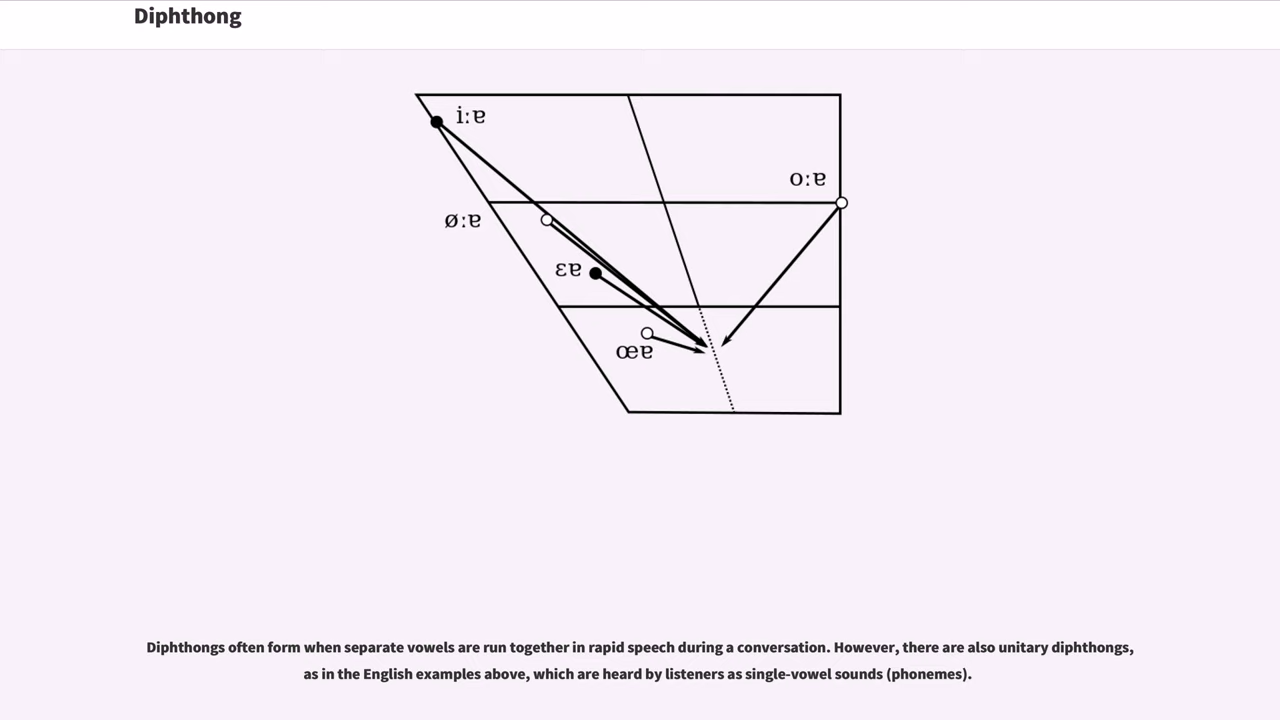 Diphthong
iːɐ
oːɐ
øːɐ
ɛɐ
œɐ
Diphthongs often form when separate vowels are run together in rapid speech during a conversation. However, there are also unitary diphthongs,
as in the English examples above, which are heard by listeners as single-vowel sounds (phonemes).